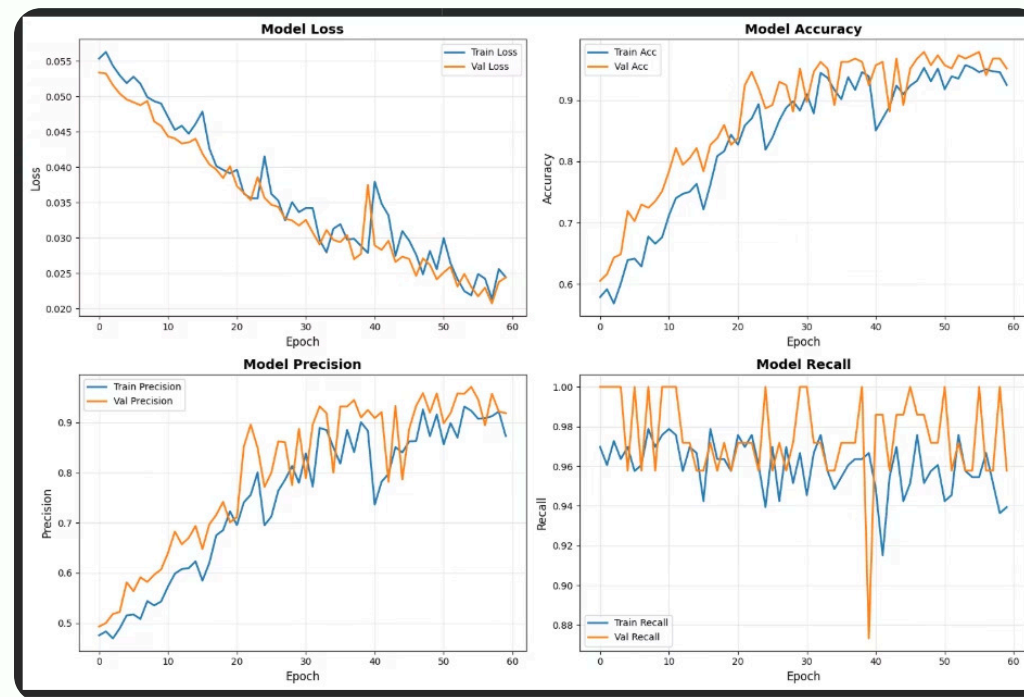 Model Loss
Train Loss
Val Loss
0.055
0.050
0.045
0.040
0.035
0.030
0.025
0.020
Loss
0 10 20 30 40 50 60
Epoch
Model Accuracy
Train Acc
Val Acc
0.9
0.8
0.7
0.6
Accuracy
0 10 20 30 40 50 60
Epoch
Model Precision
Train Precision
Val Precision
0.9
0.8
0.7
0.6
0.5
Precision
0 10 20 30 40 50 60
Epoch
Model Recall
1.00
0.98
0.96
0.94
0.92
0.90
0.88
Recall
Train Recall
Val Recall
0 10 20 30 40 50 60
Epoch